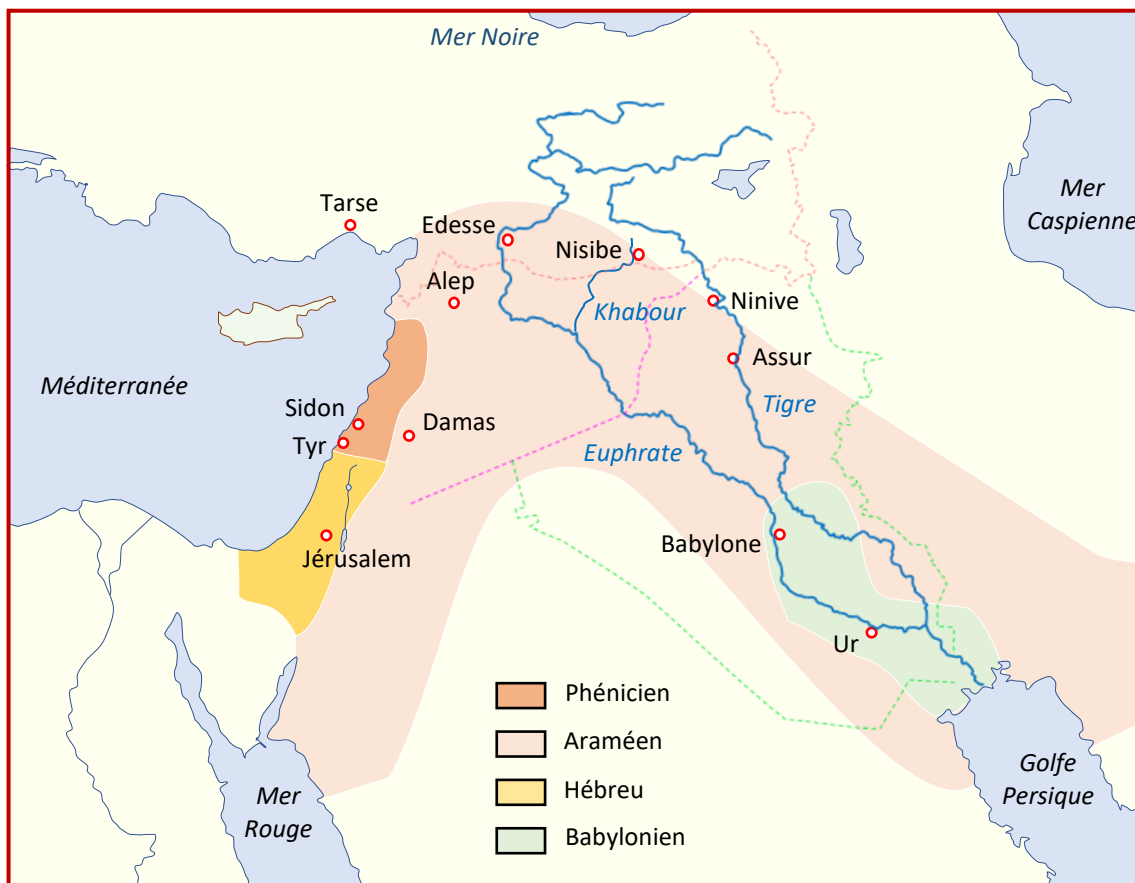 Mer Noire
Mer
Caspienne
Tarse
Edesse
Nisibe
Alep
Khabour
Ninive
Assur
Méditerranée
Tigre
Sidon
Damas
Tyr
Euphrate
Babylone
Jérusalem
Ur
Phénicien
Araméen
Hébreu
Babylonien
Golfe
Persique
Mer
Rouge